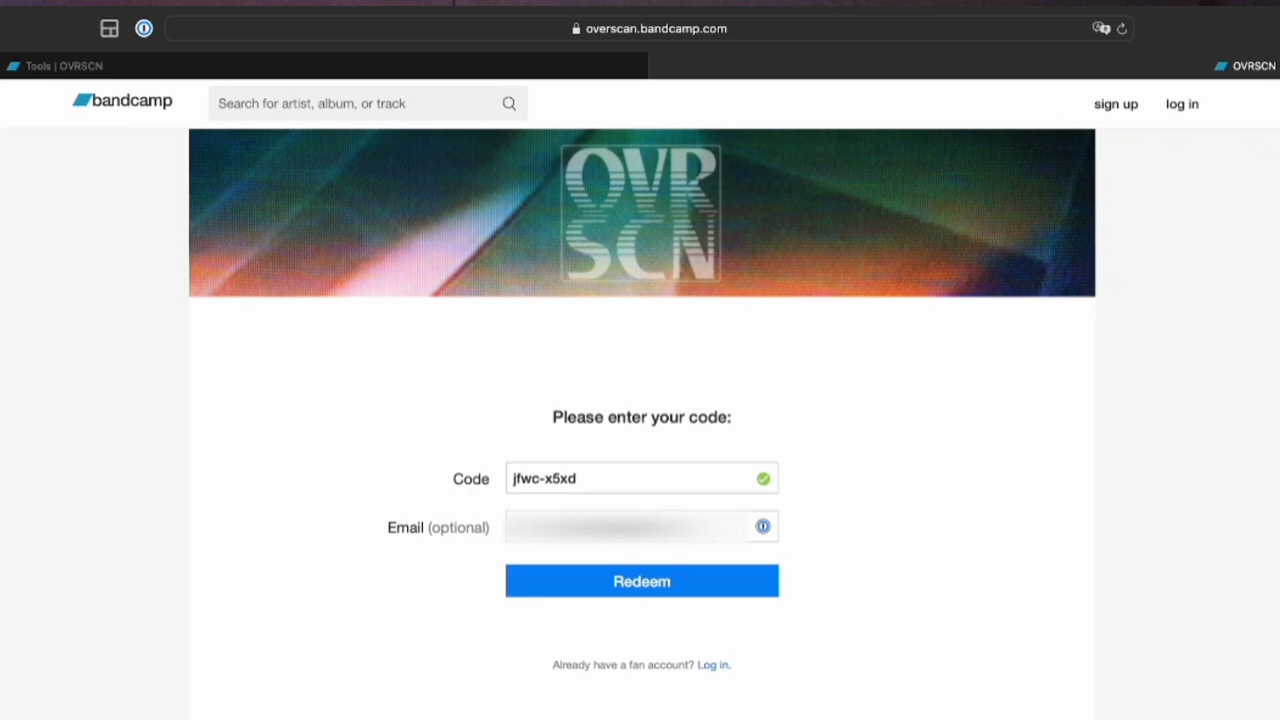 overscan.bandcamp.com
Tools | OVRSCN
OVRSCN
bandcamp
Search for artist, album, or track
sign up
log in
OVR
SCN
Please enter your code:
Code
jfwc-x5xd
Email (optional)
Redeem
Already have a fan account? Log in.